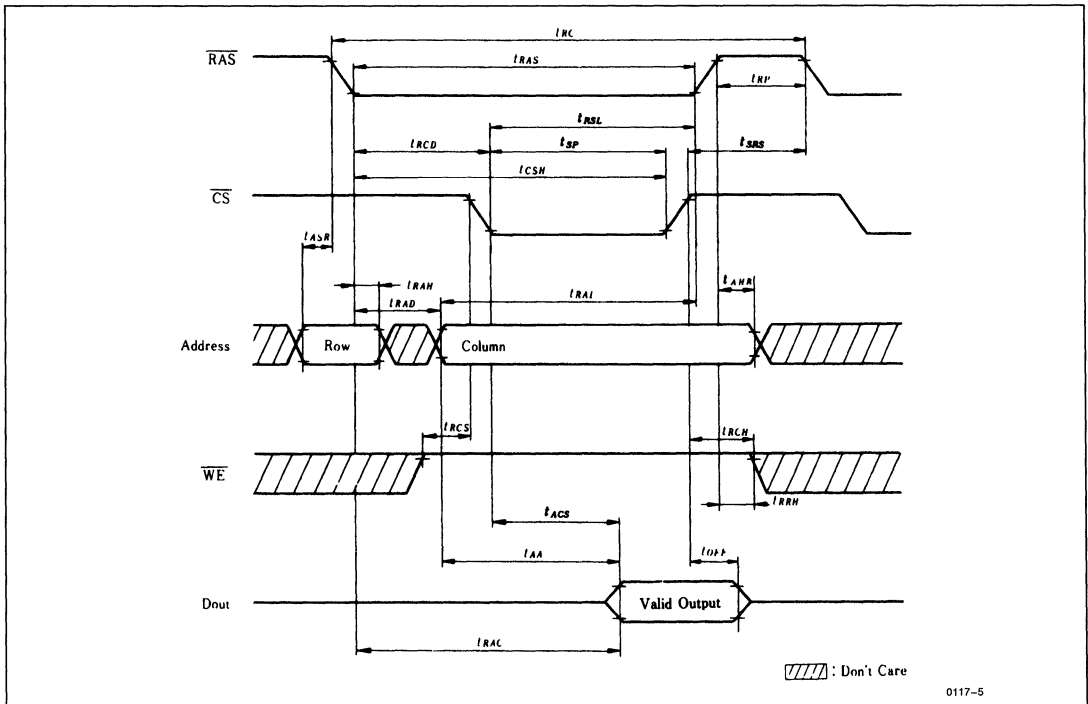 tRC
RAS
tRAS
tRP
tRSL
tRCD
tSP
tSRS
tCSH
CS
tASR
tRAH
tAHR
tRAD
tRAL
Address
Row
Column
tRCS
tRCH
WE
tRRH
tACS
tAA
tOFF
Dout
Valid Output
tRAC
: Don't Care
0117–5